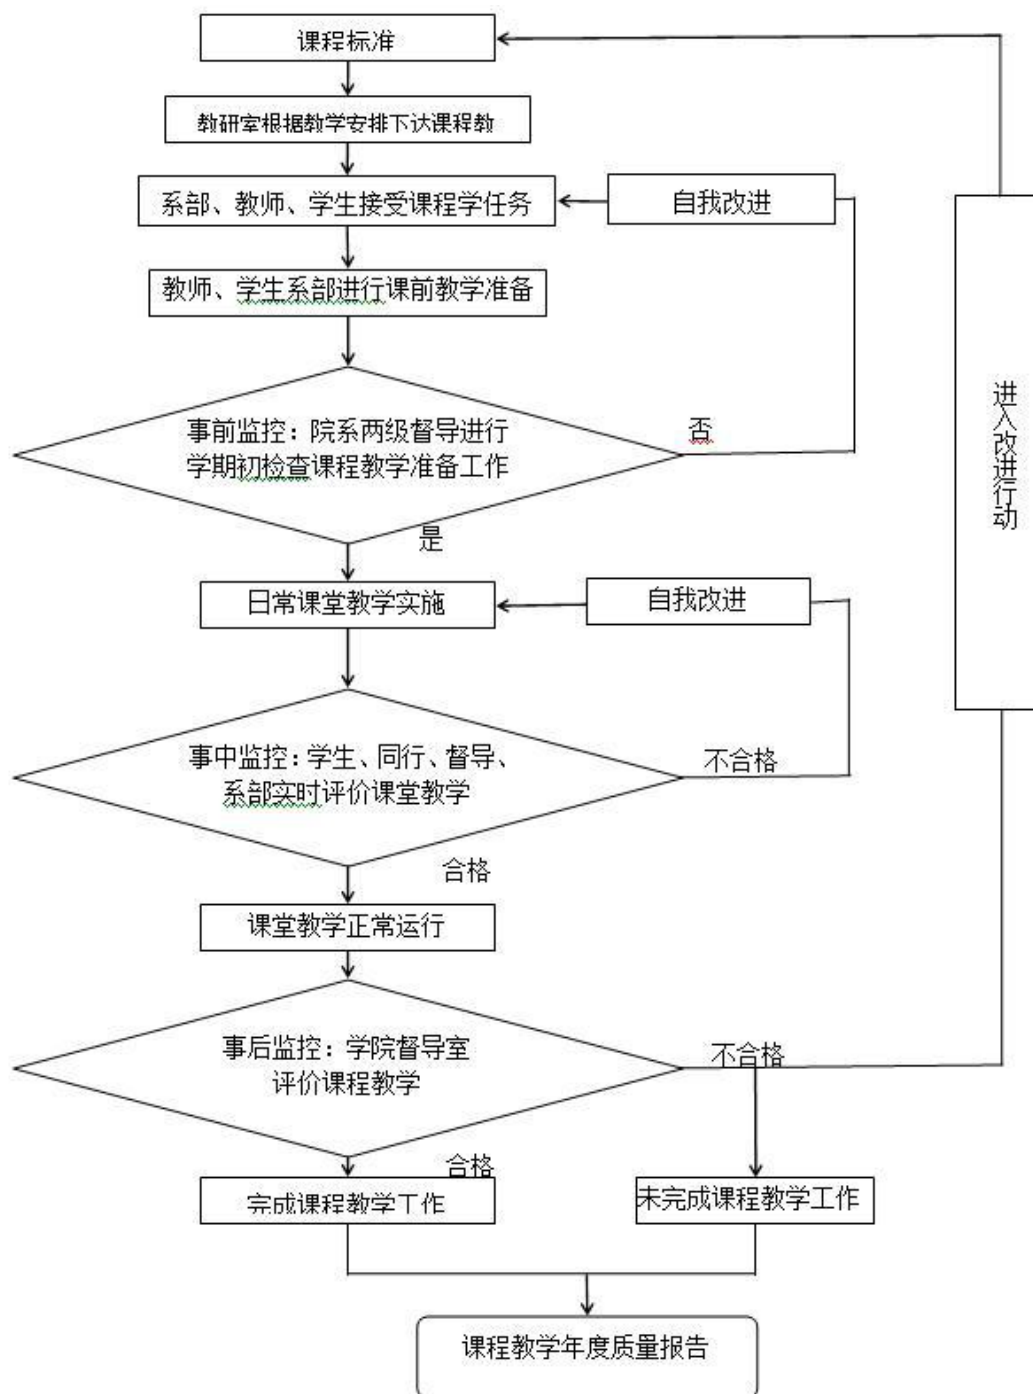 课程标准
教研室根据教学安排下达课程教
系部、教师、学生接受课程学任务
自我改进
教师、学生系部进行课前教学准备
事前监控：院系两级督导进行
学期初检查课程教学准备工作
否
进入改进行动
是
日常课堂教学实施
自我改进
事中监控：学生、同行、督导、
系部实时评价课堂教学
不合格
合格
课堂教学正常运行
事后监控：学院督导室
评价课程教学
不合格
合格
完成课程教学工作
未完成课程教学工作
课程教学年度质量报告